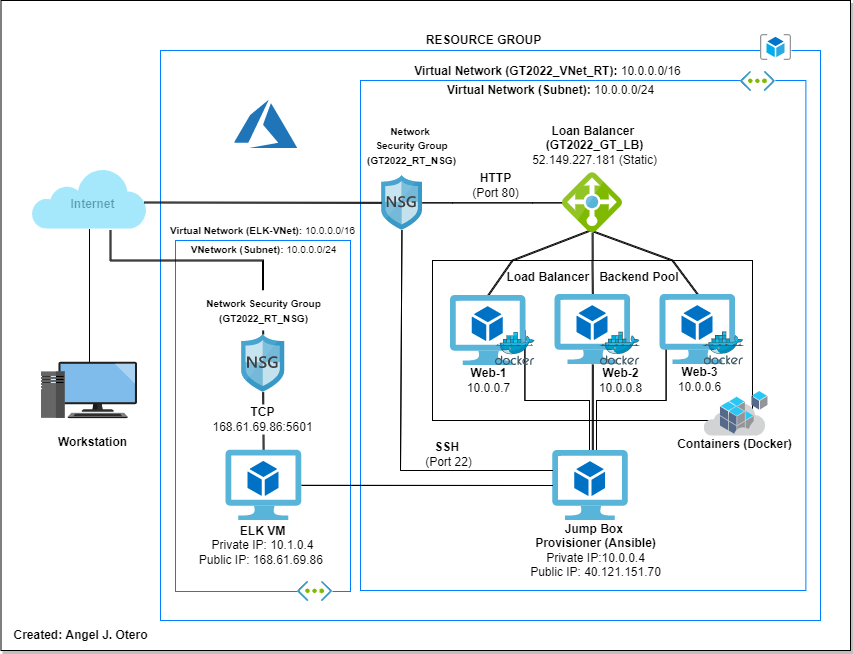 RESOURCE GROUP
Virtual Network (GT2022_VNet_RT): 10.0.0.0/16
Virtual Network (Subnet): 10.0.0.0/24
Network
Security Group
(GT2022_RT_NSG)
Loan Balancer
(GT2022_GT_LB)
52.149.227.181 (Static)
HTTP
(Port 80)
NSG
Internet
Virtual Network (ELK-VNet): 10.0.0.0/16
VNetwork (Subnet): 10.0.0.0/24
Network Security Group
(GT2022_RT_NSG)
NSG
TCP
168.61.69.86:5601
Load Balancer Backend Pool
docker
docker
docker
Web-1
10.0.0.7
Web-2
10.0.0.8
Web-3
10.0.0.6
Containers (Docker)
Workstation
SSH
(Port 22)
ELK VM
Private IP: 10.1.0.4
Public IP: 168.61.69.86
Jump Box
Provisioner (Ansible)
Private IP:10.0.0.4
Public IP: 40.121.151.70
Created: Angel J. Otero